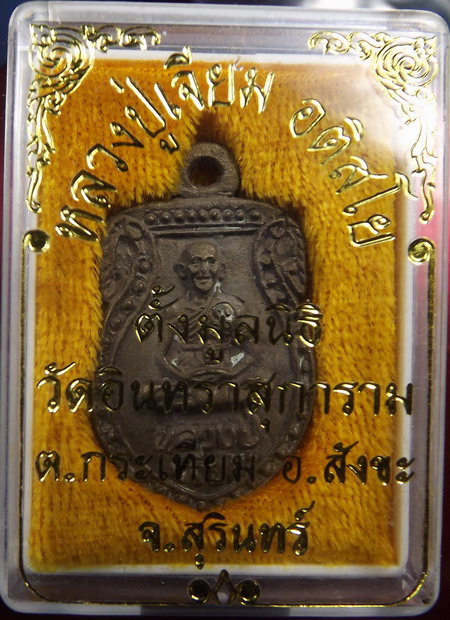 หลวงปู่เจียม อติสโย
ตั้งมูลนิธิ
วัดอินทราสุการาม
ต.กระเทียม อ.สังขะ
จ.สุรินทร์